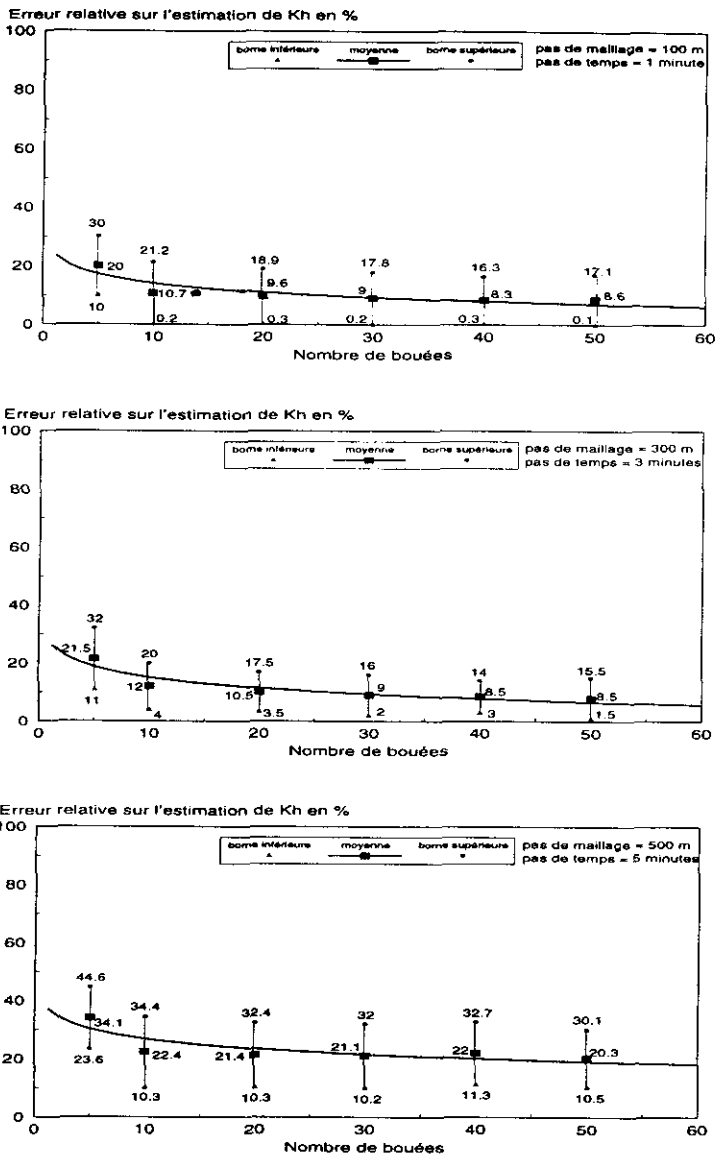 Erreur relative sur l'estimation de Kh en %
100
borne inférieure moyenne borne supérieure
pas de maillage = 100 m
pas de temps = 1 minute
80
60
40
30 21.2 18.9 17.8 16.3 17.1
20
20 10.7 9.6 9 8.3 8.6
10 0.2 0.3 0.2 0.3 0.1
0
0 10 20 30 40 50 60
Nombre de bouées
Erreur relative sur l'estimation de Kh en %
100
borne inférieure moyenne borne supérieure
pas de maillage = 300 m
pas de temps = 3 minutes
80
60
40
32 20 17.5 16 14 15.5
20
21.5 12 10.5 9 8.5 8.5
11 4 3.5 2 3 1.5
0
0 10 20 30 40 50 60
Nombre de bouées
Erreur relative sur l'estimation de Kh en %
100
borne inférieure moyenne borne supérieure
pas de maillage = 500 m
pas de temps = 5 minutes
80
60
44.6 34.4 32.4 32 32.7 30.1
40
34.1 22.4 21.4 21.1 22 20.3
20
23.6 10.3 10.3 10.2 11.3 10.5
0
0 10 20 30 40 50 60
Nombre de bouées